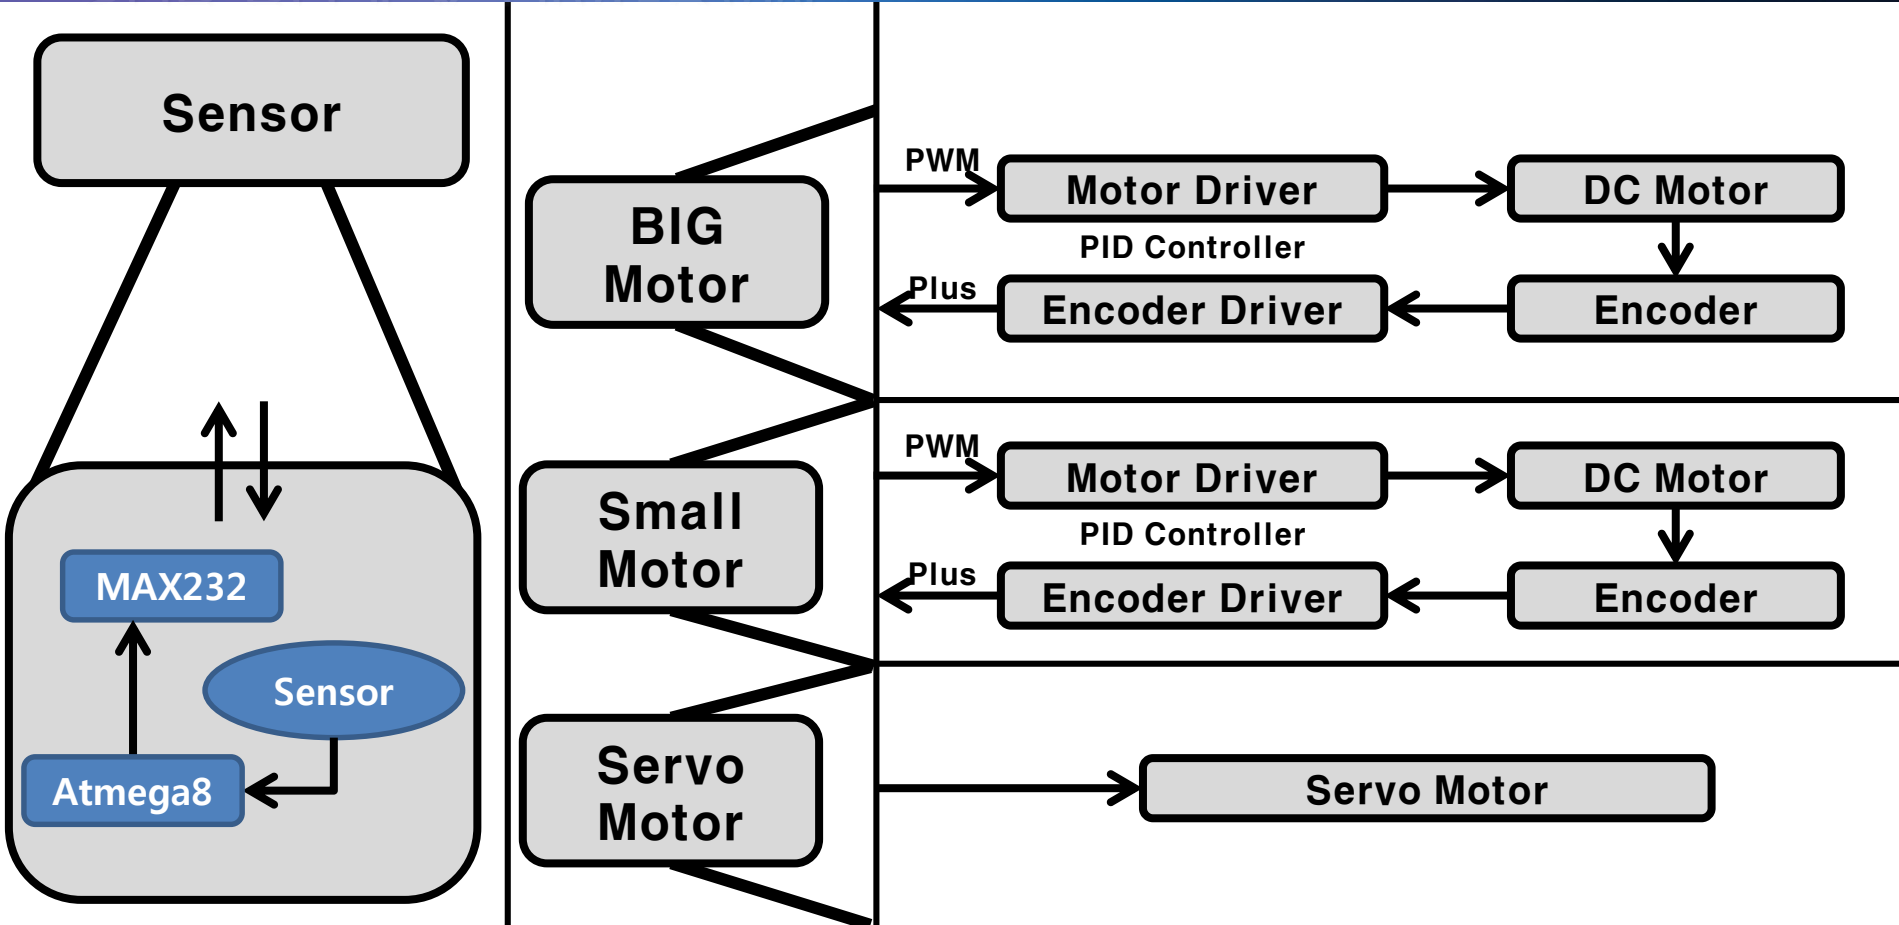 Sensor
MAX232
Sensor
Atmega8
BIG
Motor
Small
Motor
Servo
Motor
PWM
Motor Driver
DC Motor
PID Controller
Plus
Encoder Driver
Encoder
PWM
Motor Driver
DC Motor
PID Controller
Plus
Encoder Driver
Encoder
Servo Motor